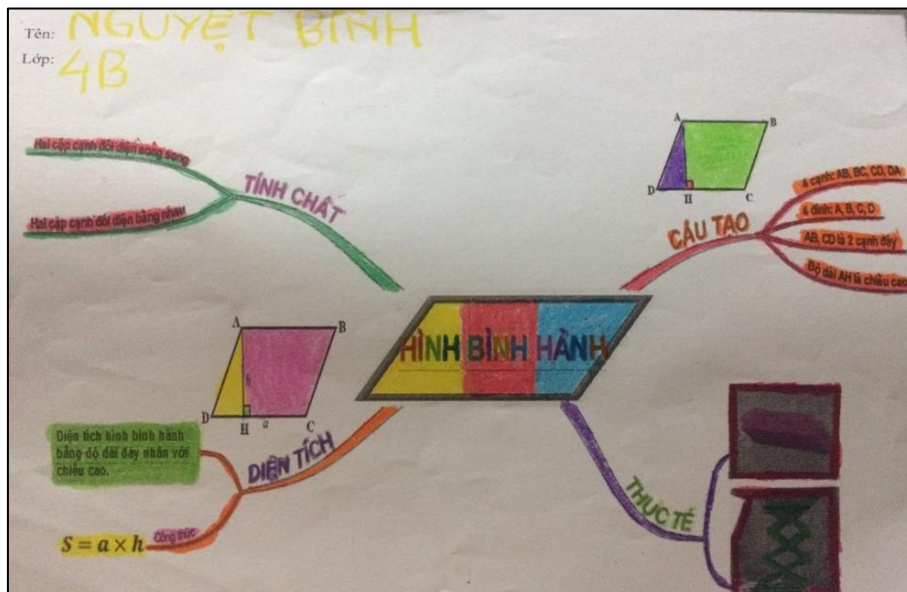 Tên: NGUYỆT BÌNH
Lớp: 4B
Hai cặp cạnh đối diện song song
Hai cặp cạnh đối diện bằng nhau
TÍNH CHẤT
A B
D H C
CẤU TẠO
4 cạnh: AB, BC, CD, DA
4 đỉnh: A, B, C, D
AB, CD là 2 cạnh đáy
Độ dài AH là chiều cao
HÌNH BÌNH HÀNH
A B
h
D H a C
DIỆN TÍCH
Diện tích hình bình hành
bằng độ dài đáy nhân với
chiều cao.
Công thức
S = a × h
THỰC TẾ